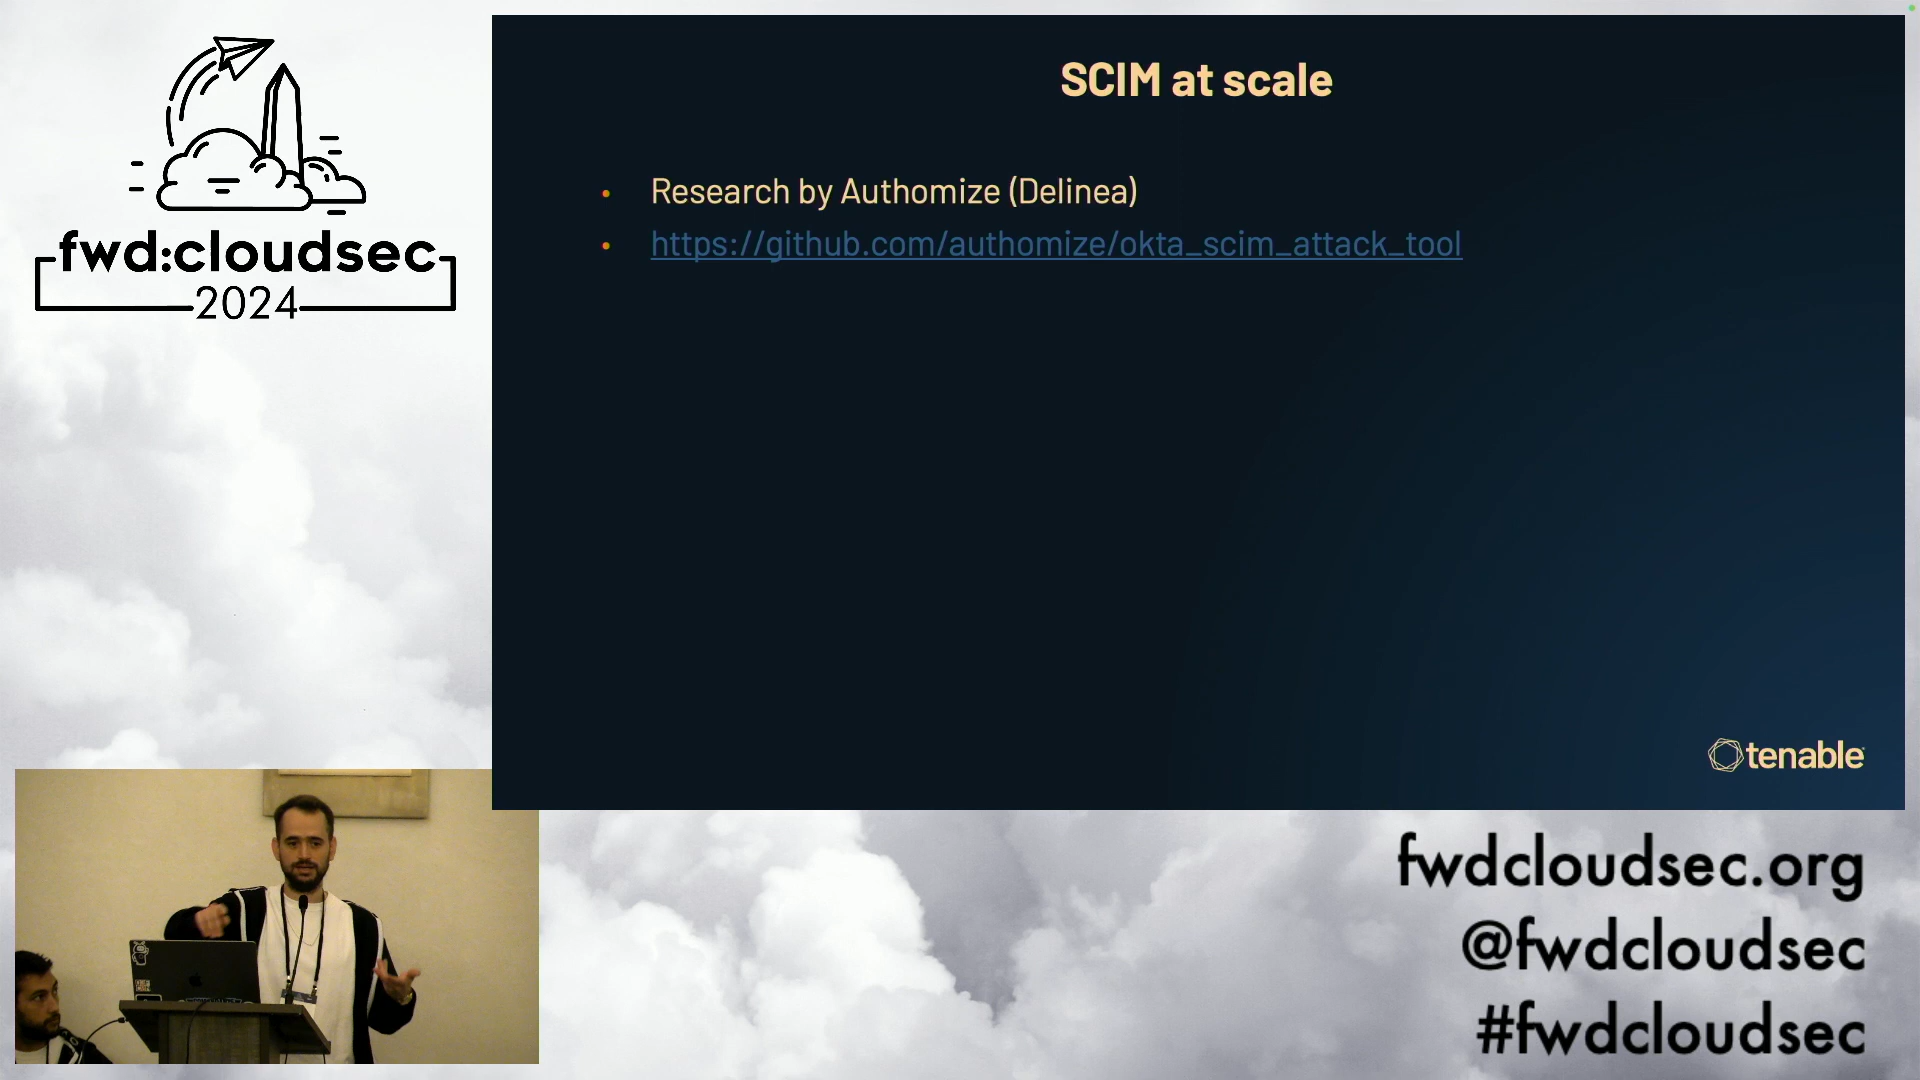 fwd:cloudsec
2024
SCIM at scale
• Research by Authomize (Delinea)
• https://github.com/authomize/okta_scim_attack_tool
tenable
fwdcloudsec.org
@fwdcloudsec
#fwdcloudsec